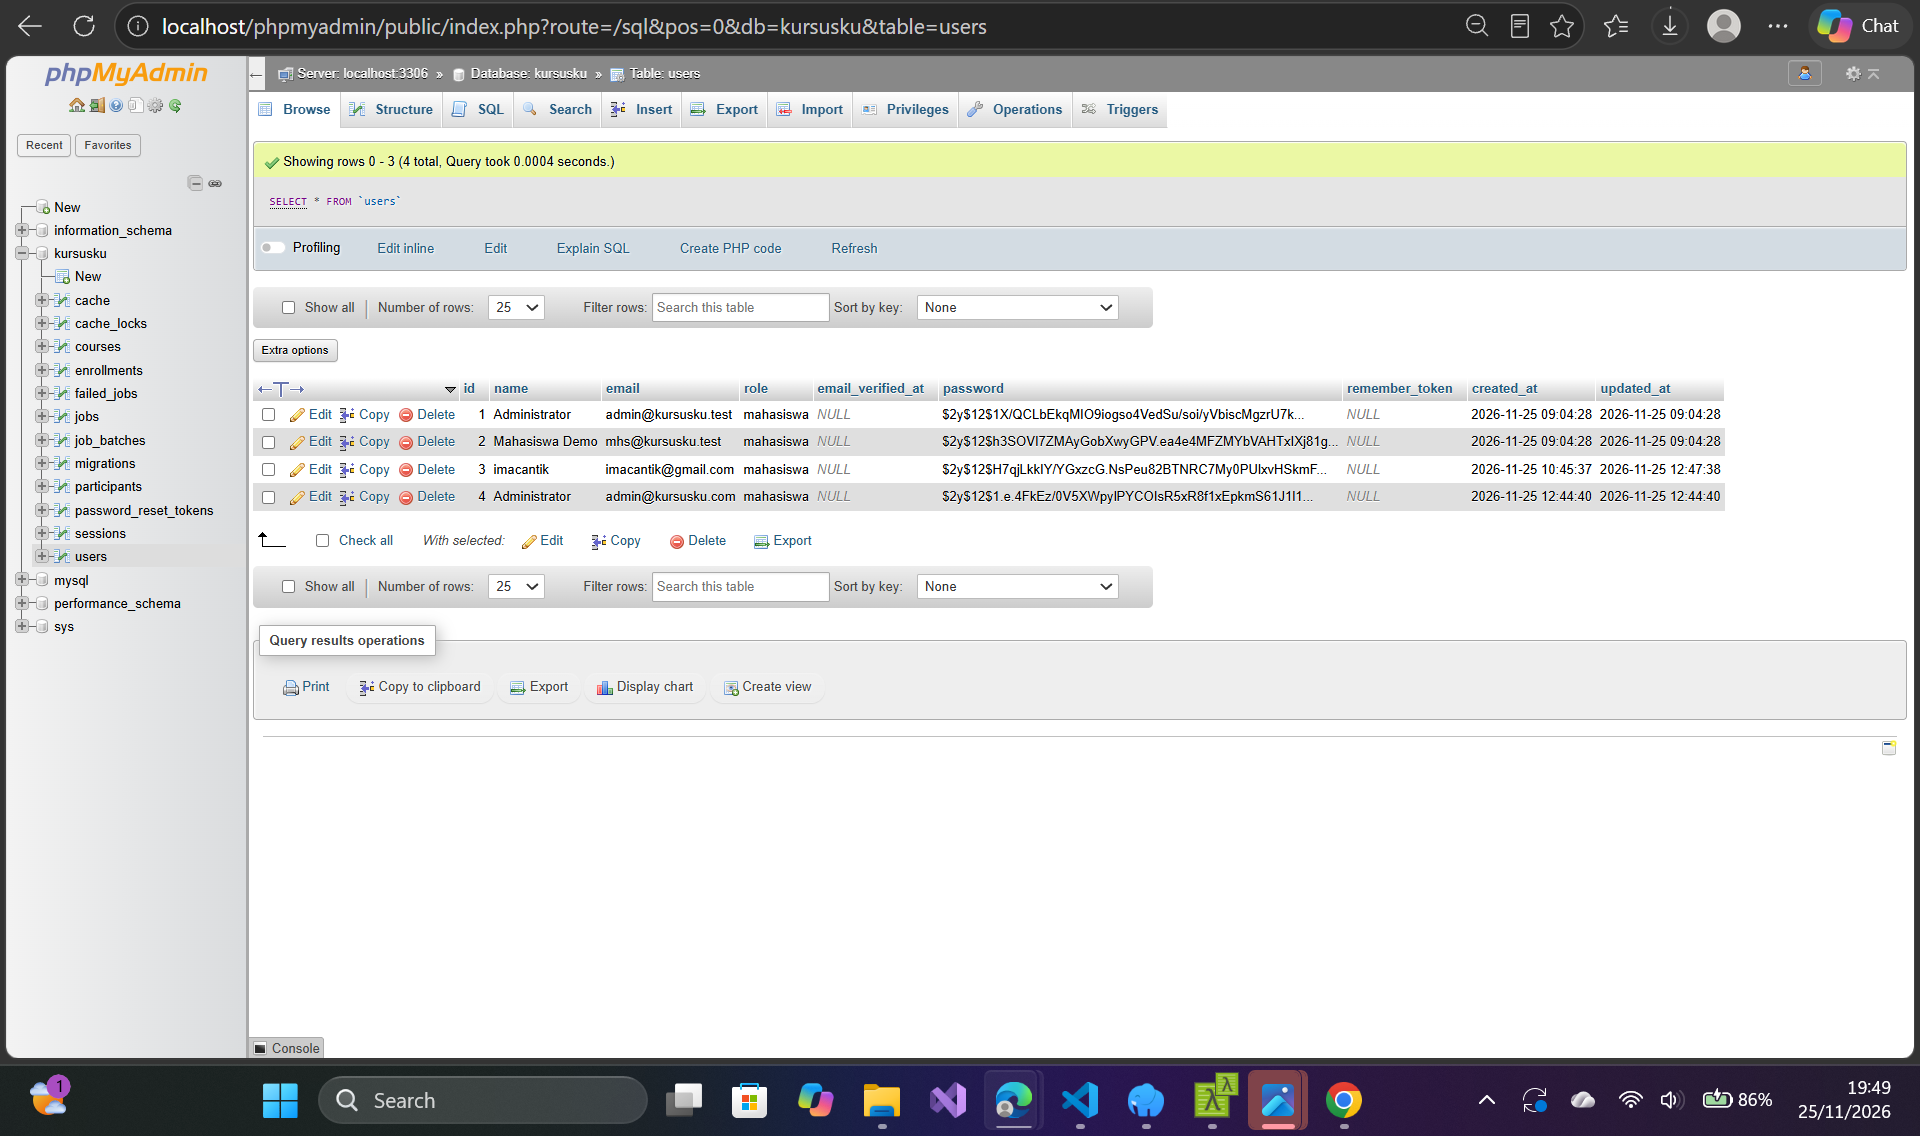 localhost/phpmyadmin/public/index.php?route=/sql&pos=0&db=kursusku&table=users
Chat
phpMyAdmin
Recent Favorites
New
information_schema
kursusku
New
cache
cache_locks
courses
enrollments
failed_jobs
jobs
job_batches
migrations
participants
password_reset_tokens
sessions
users
mysql
performance_schema
sys
Server: localhost:3306 » Database: kursusku » Table: users
Browse Structure SQL Search Insert Export Import Privileges Operations Triggers
Showing rows 0 - 3 (4 total, Query took 0.0004 seconds.)
SELECT * FROM `users`
Profiling Edit inline Edit Explain SQL Create PHP code Refresh
Show all Number of rows: 25 Filter rows: Search this table Sort by key: None
Extra options
id name email role email_verified_at password remember_token created_at updated_at
Edit Copy Delete 1 Administrator admin@kursusku.test mahasiswa NULL $2y$12$1X/QCLbEkqMIO9iogso4VedSu/soi/yVbiscMgzrU7k... NULL 2026-11-25 09:04:28 2026-11-25 09:04:28
Edit Copy Delete 2 Mahasiswa Demo mhs@kursusku.test mahasiswa NULL $2y$12$h3SOVI7ZMAyGobXwyGPV.ea4e4MFZMYbVAHTxIXj81g... NULL 2026-11-25 09:04:28 2026-11-25 09:04:28
Edit Copy Delete 3 imacantik imacantik@gmail.com mahasiswa NULL $2y$12$H7qjLkkIY/YGxzcG.NsPeu82BTNRC7My0PUlxvHSkmF... NULL 2026-11-25 10:45:37 2026-11-25 12:47:38
Edit Copy Delete 4 Administrator admin@kursusku.com mahasiswa NULL $2y$12$1.e.4FkEz/0V5XWpylPYCOIsR5xR8f1xEpkmS61J1I1... NULL 2026-11-25 12:44:40 2026-11-25 12:44:40
Check all With selected: Edit Copy Delete Export
Show all Number of rows: 25 Filter rows: Search this table Sort by key: None
Query results operations
Print Copy to clipboard Export Display chart Create view
Console
1
Search
86%
19:49
25/11/2026